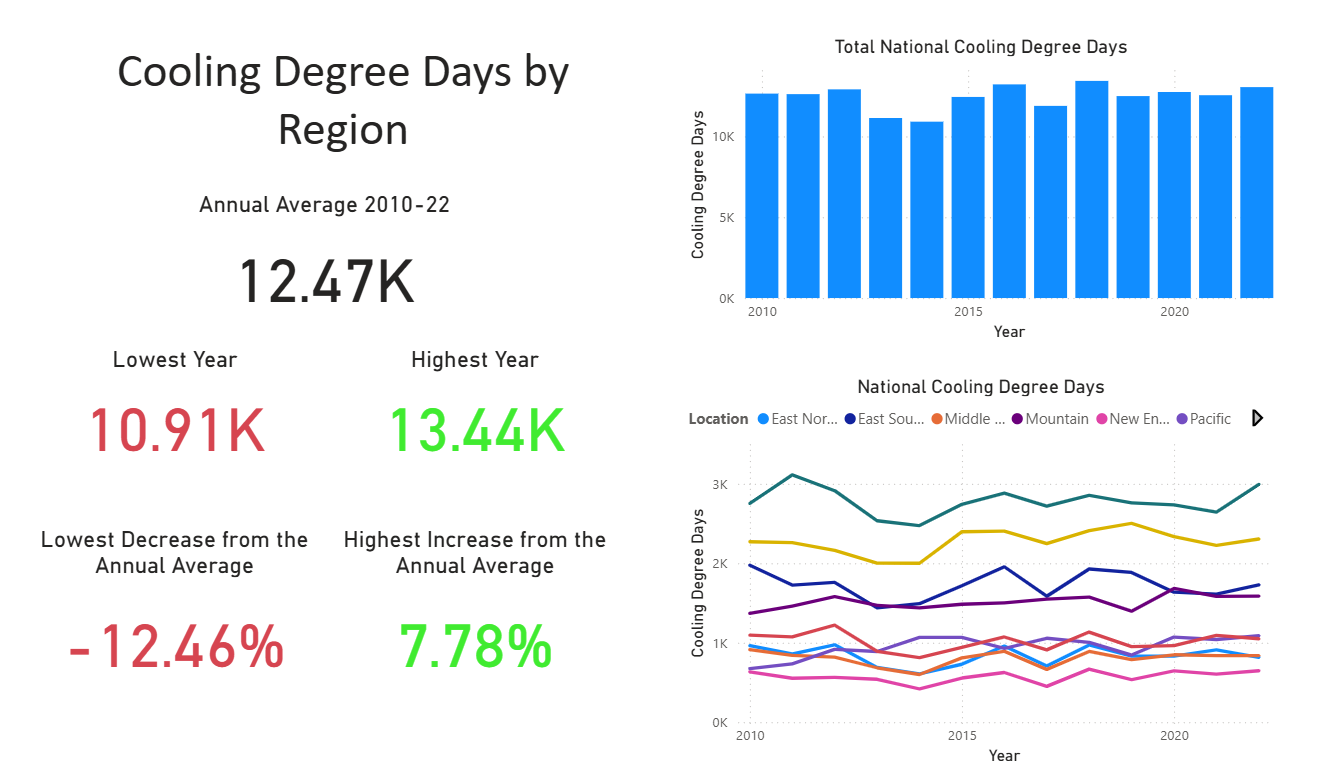 Cooling Degree Days by
Region
Annual Average 2010-22
12.47K
Lowest Year
Highest Year
10.91K
13.44K
Lowest Decrease from the
Annual Average
Highest Increase from the
Annual Average
-12.46%
7.78%
Total National Cooling Degree Days
Cooling Degree Days
10K
5K
0K
2010 2015 2020
Year
National Cooling Degree Days
Location East Nor... East Sou... Middle ... Mountain New En... Pacific
Cooling Degree Days
3K
2K
1K
0K
2010 2015 2020
Year